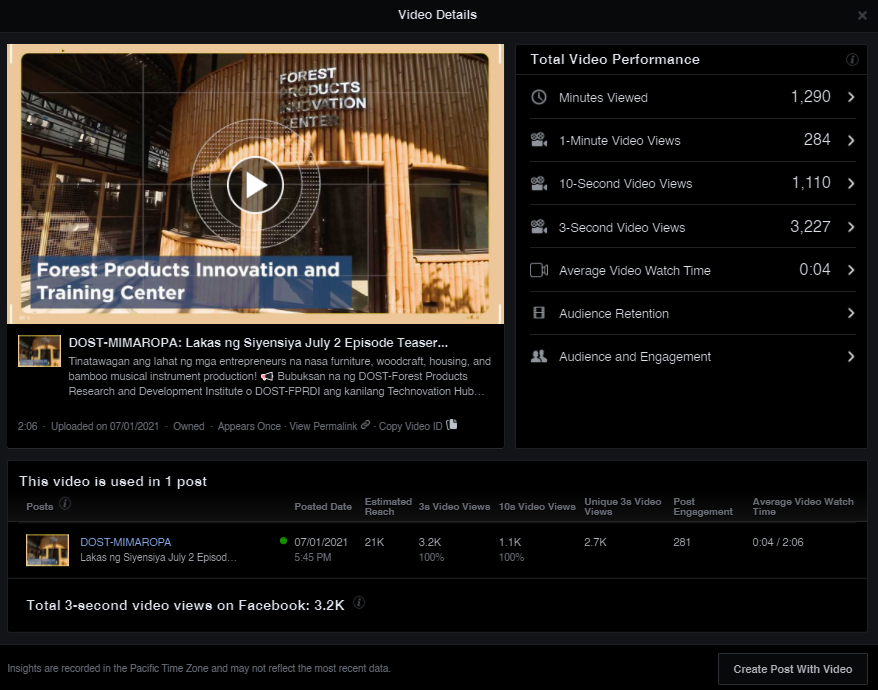 Video Details
FOREST
PRODUCTS
INNOVATION
CENTER
Forest Products Innovation and
Training Center
DOST-MIMAROPA: Lakas ng Siyensiya July 2 Episode Teaser...
Tinatawagan ang lahat ng mga entrepreneurs na nasa furniture, woodcraft, housing, and
bamboo musical instrument production! 📢 Bubuksan na ng DOST-Forest Products
Research and Development Institute o DOST-FPRDI ang kanilang Technovation Hub...
2:06 · Uploaded on 07/01/2021 · Owned · Appears Once · View Permalink · Copy Video ID
Total Video Performance
Minutes Viewed 1,290
1-Minute Video Views 284
10-Second Video Views 1,110
3-Second Video Views 3,227
Average Video Watch Time 0:04
Audience Retention
Audience and Engagement
This video is used in 1 post
Posts Posted Date Estimated Reach 3s Video Views 10s Video Views Unique 3s Video Views Post Engagement Average Video Watch Time
DOST-MIMAROPA 07/01/2021 21K 3.2K 1.1K 2.7K 281 0:04 / 2:06
Lakas ng Siyensiya July 2 Episod... 5:45 PM 100% 100%
Total 3-second video views on Facebook: 3.2K
Insights are recorded in the Pacific Time Zone and may not reflect the most recent data.
Create Post With Video